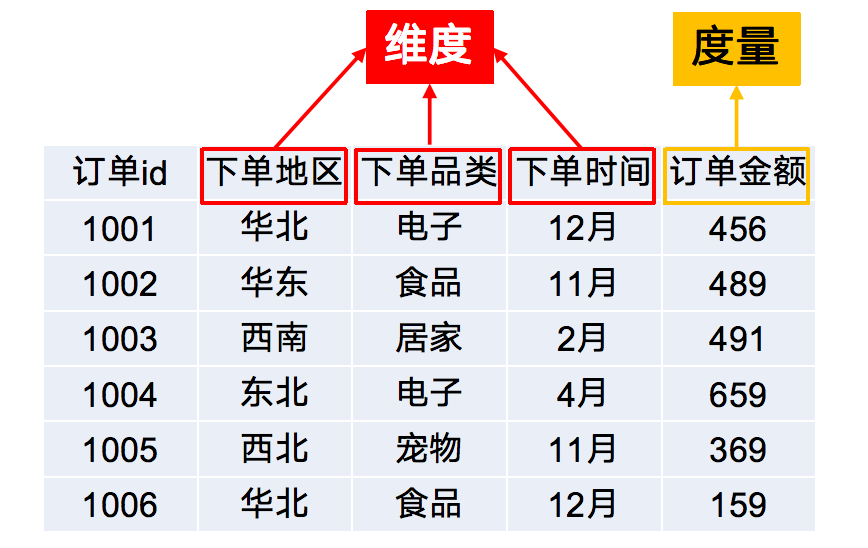 维度 度量
订单id 下单地区 下单品类 下单时间 订单金额
1001 华北 电子 12月 456
1002 华东 食品 11月 489
1003 西南 居家 2月 491
1004 东北 电子 4月 659
1005 西北 宠物 11月 369
1006 华北 食品 12月 159